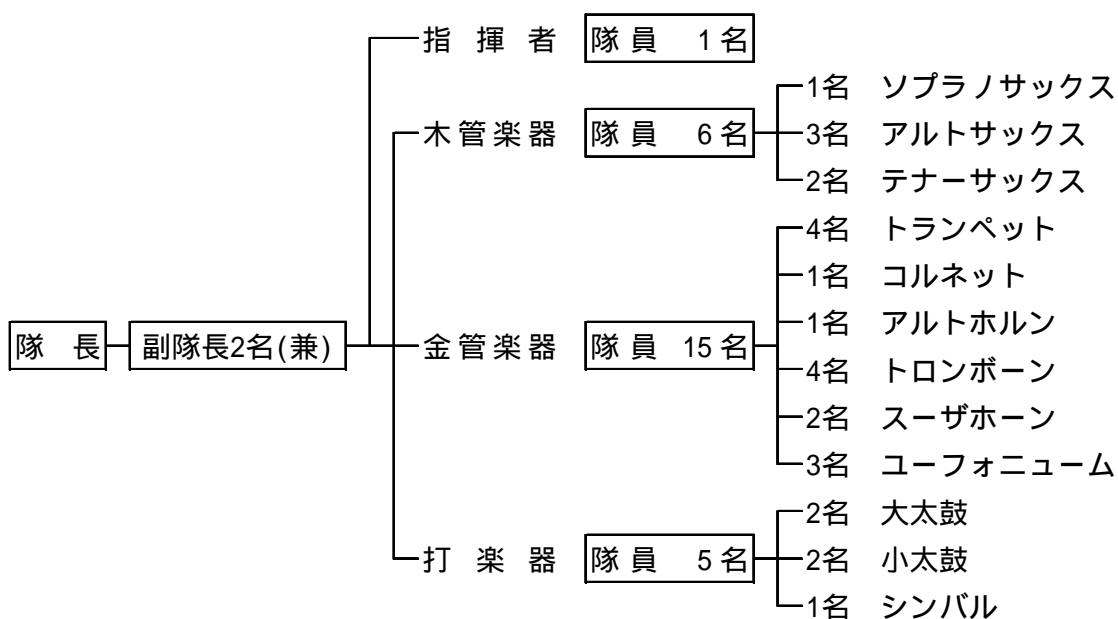 指揮者 隊員 1名
1名 ソプラノサックス
木管楽器 隊員 6名 3名 アルトサックス
2名 テナーサックス
4名 トランペット
1名 コルネット
1名 アルトホルン
隊長 副隊長2名(兼) 金管楽器 隊員 15名
4名 トロンボーン
2名 スーザホーン
3名 ユーフォニューム
2名 大太鼓
打楽器 隊員 5名 2名 小太鼓
1名 シンバル